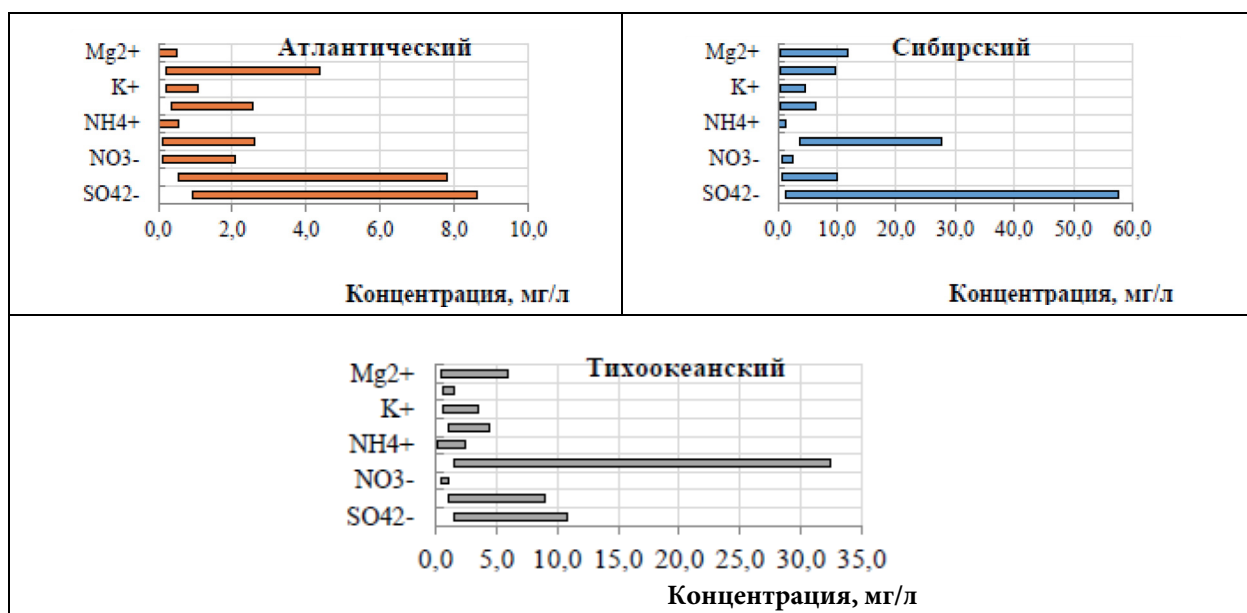 Атлантический
Mg2+
K+
NH4+
NO3-
SO42-
0,0 2,0 4,0 6,0 8,0 10,0
Концентрация, мг/л
Сибирский
Mg2+
K+
NH4+
NO3-
SO42-
0,0 10,0 20,0 30,0 40,0 50,0 60,0
Концентрация, мг/л
Тихоокеанский
Mg2+
K+
NH4+
NO3-
SO42-
0,0 5,0 10,0 15,0 20,0 25,0 30,0 35,0
Концентрация, мг/л